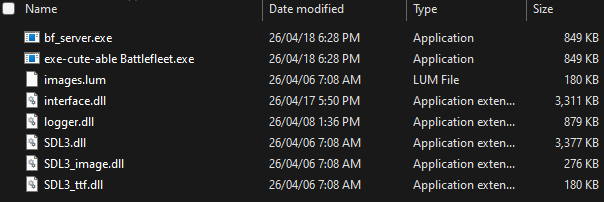 Name Date modified Type Size
bf_server.exe 26/04/18 6:28 PM Application 849 KB
exe-cute-able Battlefleet.exe 26/04/18 6:28 PM Application 849 KB
images.lum 26/04/06 7:08 AM LUM File 180 KB
interface.dll 26/04/17 5:50 PM Application exten... 3,311 KB
logger.dll 26/04/08 1:36 PM Application exten... 879 KB
SDL3.dll 26/04/06 7:08 AM Application exten... 3,377 KB
SDL3_image.dll 26/04/06 7:08 AM Application exten... 276 KB
SDL3_ttf.dll 26/04/06 7:08 AM Application exten... 180 KB